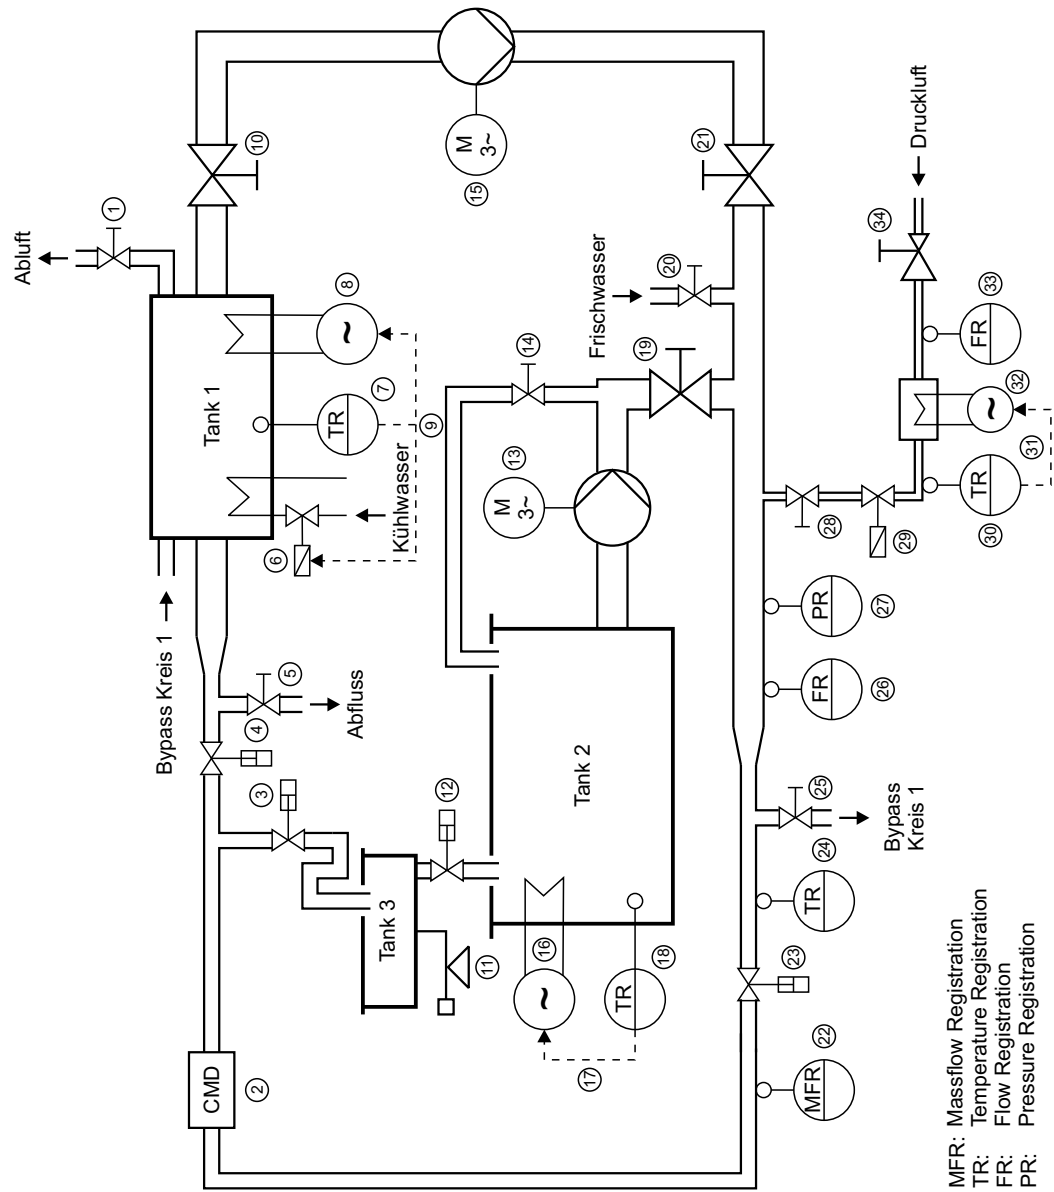 Abluft
1
Bypass Kreis 1
CMD
Tank 1
2
3
4
5
6
10
Abfluss
TR
~
7
8
Tank 3
Kühlwasser
9
12
M
3~
15
11
M
3~
13
14
16
~
Tank 2
17
TR
18
Frischwasser
19
20
21
MFR
22
23
TR
24
25
FR
26
PR
27
28
29
34
Bypass
Kreis 1
Druckluft
TR
30
31
~
32
FR
33
MFR: Massflow Registration
TR: Temperature Registration
FR: Flow Registration
PR: Pressure Registration